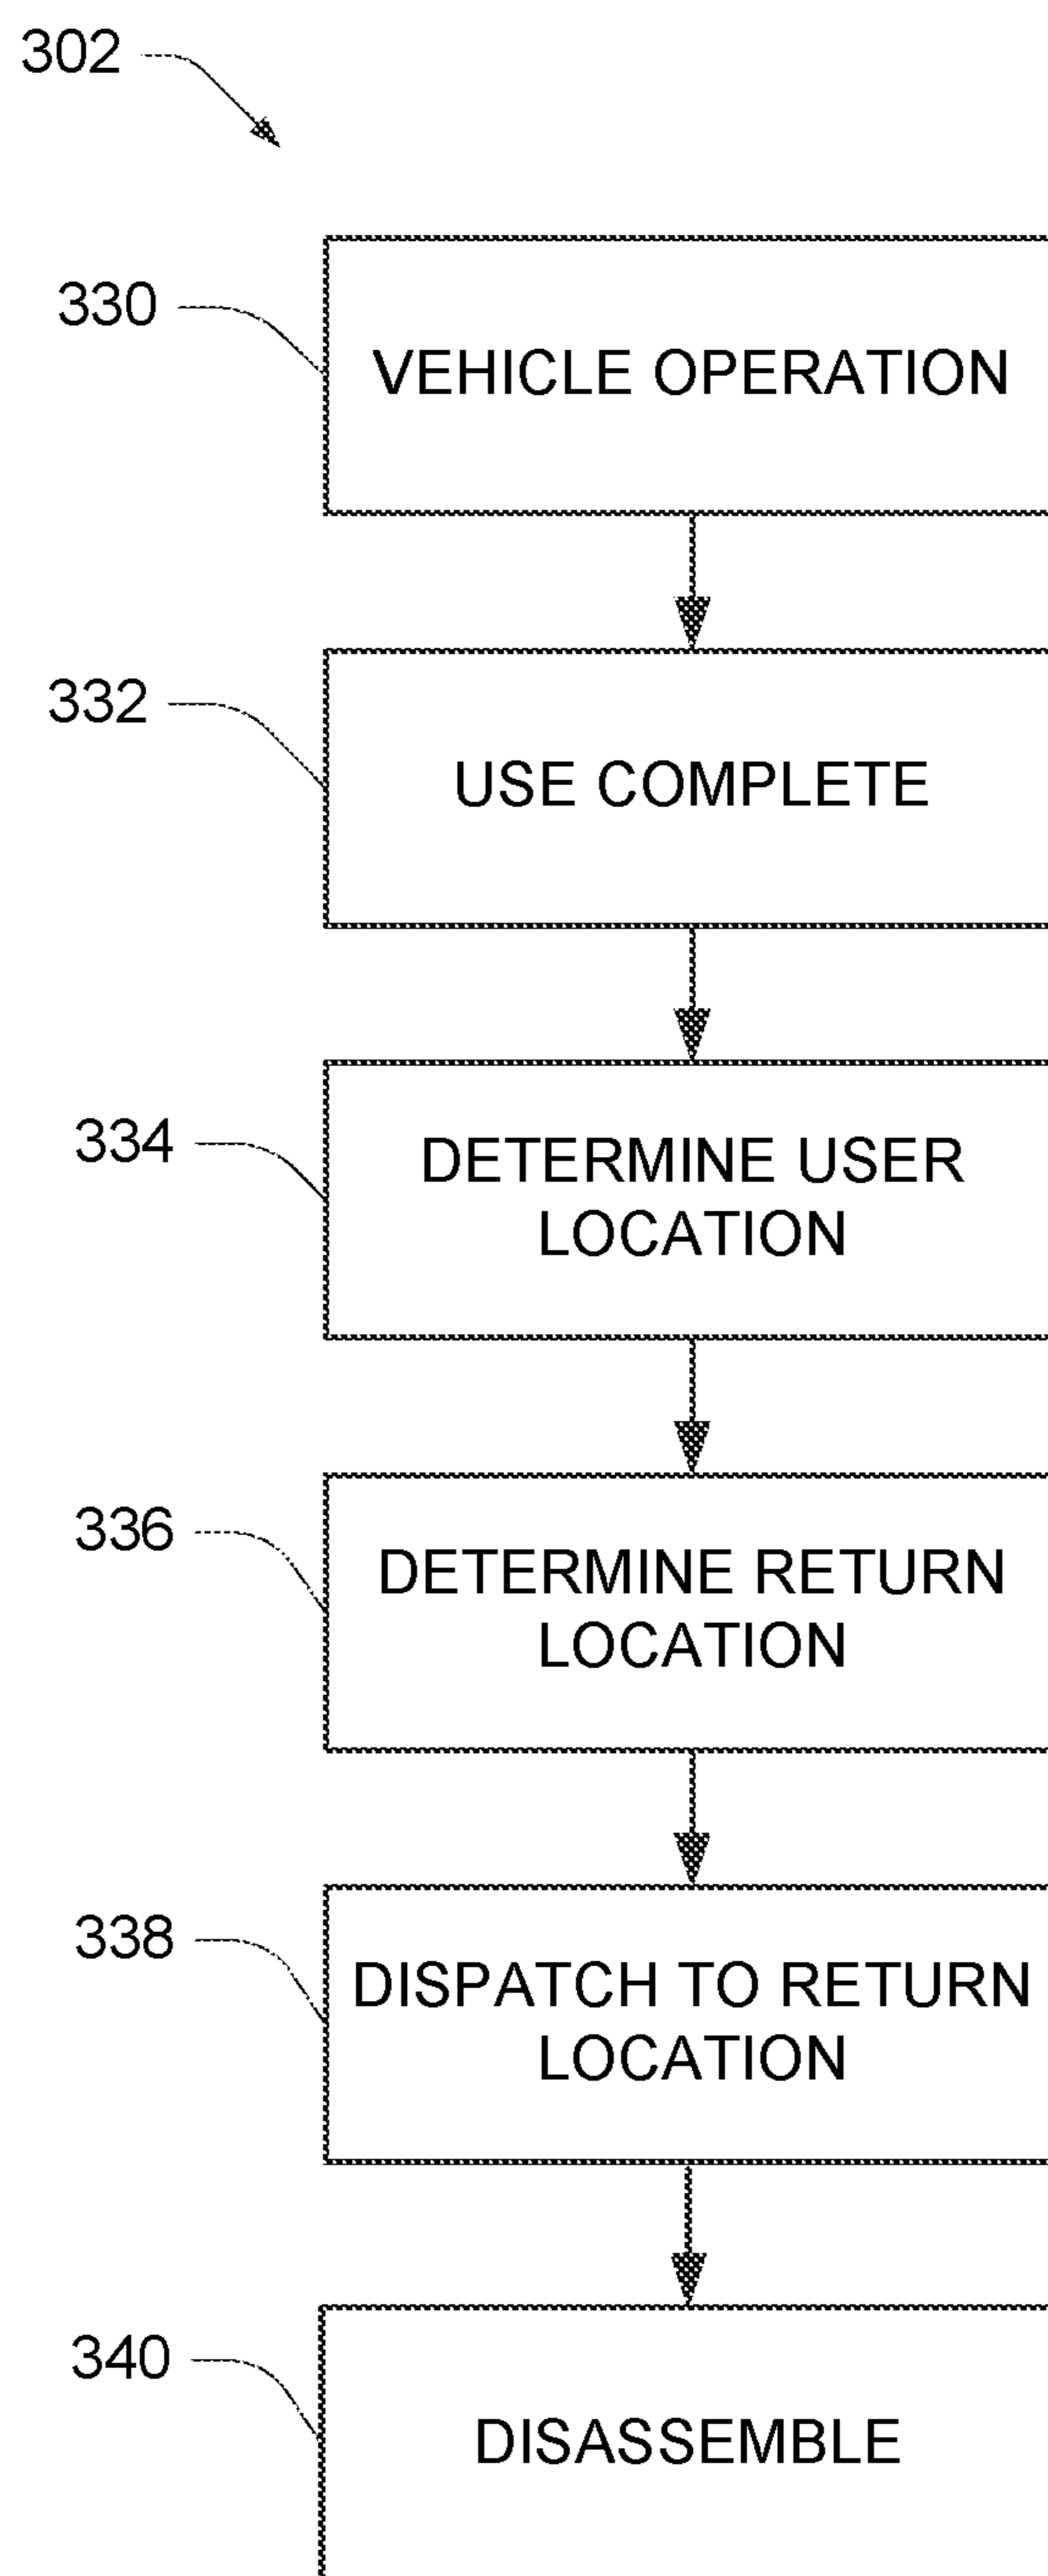 302
330
VEHICLE OPERATION
332
USE COMPLETE
334
DETERMINE USER
LOCATION
336
DETERMINE RETURN
LOCATION
338
DISPATCH TO RETURN
LOCATION
340
DISASSEMBLE